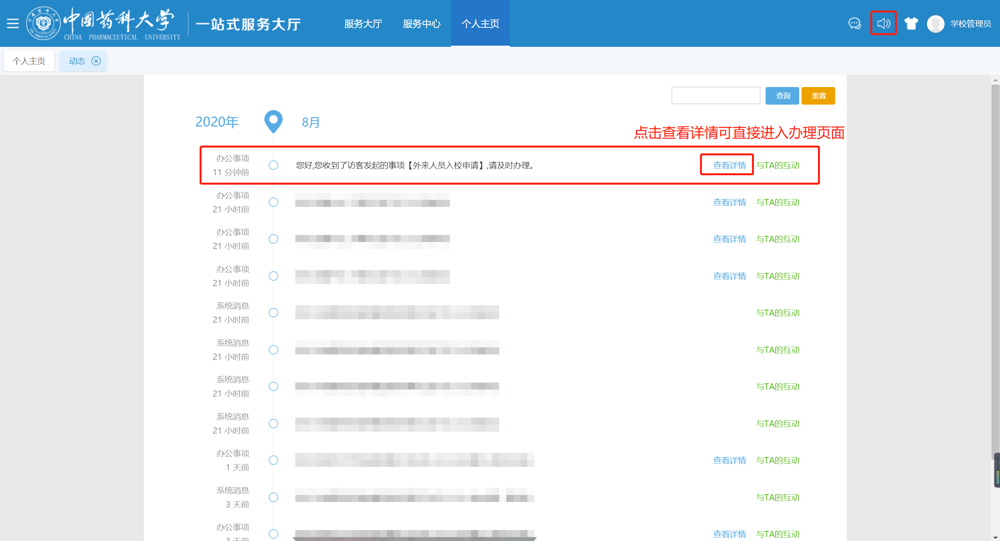 中國药科大学
CHINA PHARMACEUTICAL UNIVERSITY
一站式服务大厅
服务大厅
服务中心
个人主页
学校管理员
个人主页
动态
查询
重置
2020年
8月
点击查看详情可直接进入办理页面
办公事项
11 分钟前
您好,您收到了访客发起的事项【外来人员入校申请】,请及时办理。
查看详情
与TA的互动
办公事项
21 小时前
查看详情
与TA的互动
办公事项
21 小时前
查看详情
与TA的互动
办公事项
21 小时前
查看详情
与TA的互动
系统消息
21 小时前
与TA的互动
系统消息
21 小时前
与TA的互动
系统消息
21 小时前
与TA的互动
系统消息
21 小时前
与TA的互动
办公事项
1 天前
查看详情
与TA的互动
系统消息
3 天前
与TA的互动
办公事项
3 天前
查看详情
与TA的互动